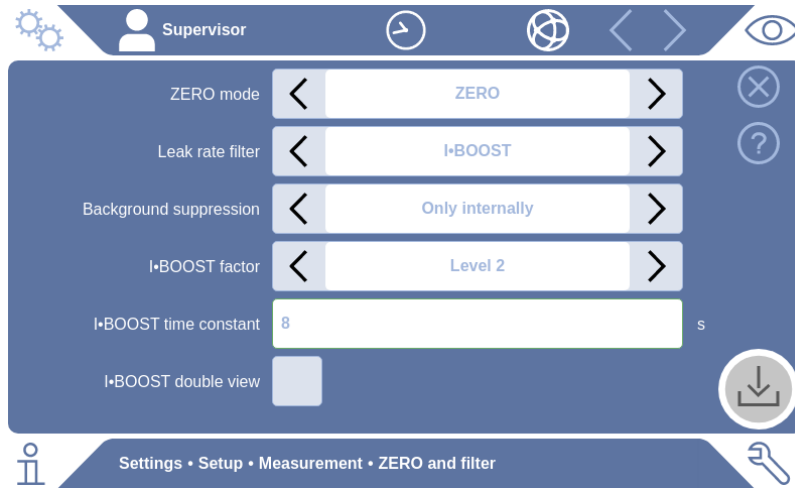 Supervisor
ZERO mode
ZERO
Leak rate filter
I•BOOST
Background suppression
Only internally
I•BOOST factor
Level 2
I•BOOST time constant
8
s
I•BOOST double view
Settings • Setup • Measurement • ZERO and filter